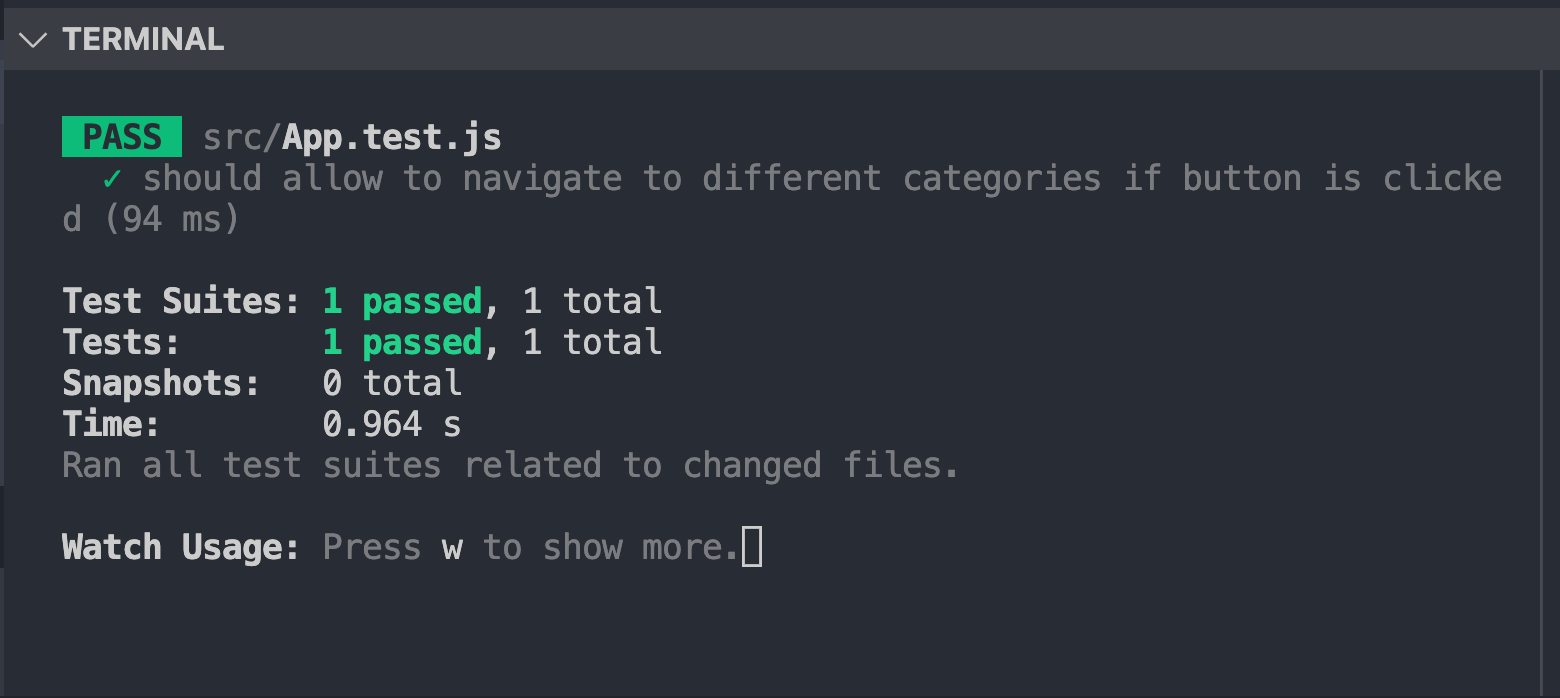 TERMINAL
PASS src/App.test.js
✓ should allow to navigate to different categories if button is clicke
d (94 ms)
Test Suites: 1 passed, 1 total
Tests: 1 passed, 1 total
Snapshots: 0 total
Time: 0.964 s
Ran all test suites related to changed files.
Watch Usage: Press w to show more.